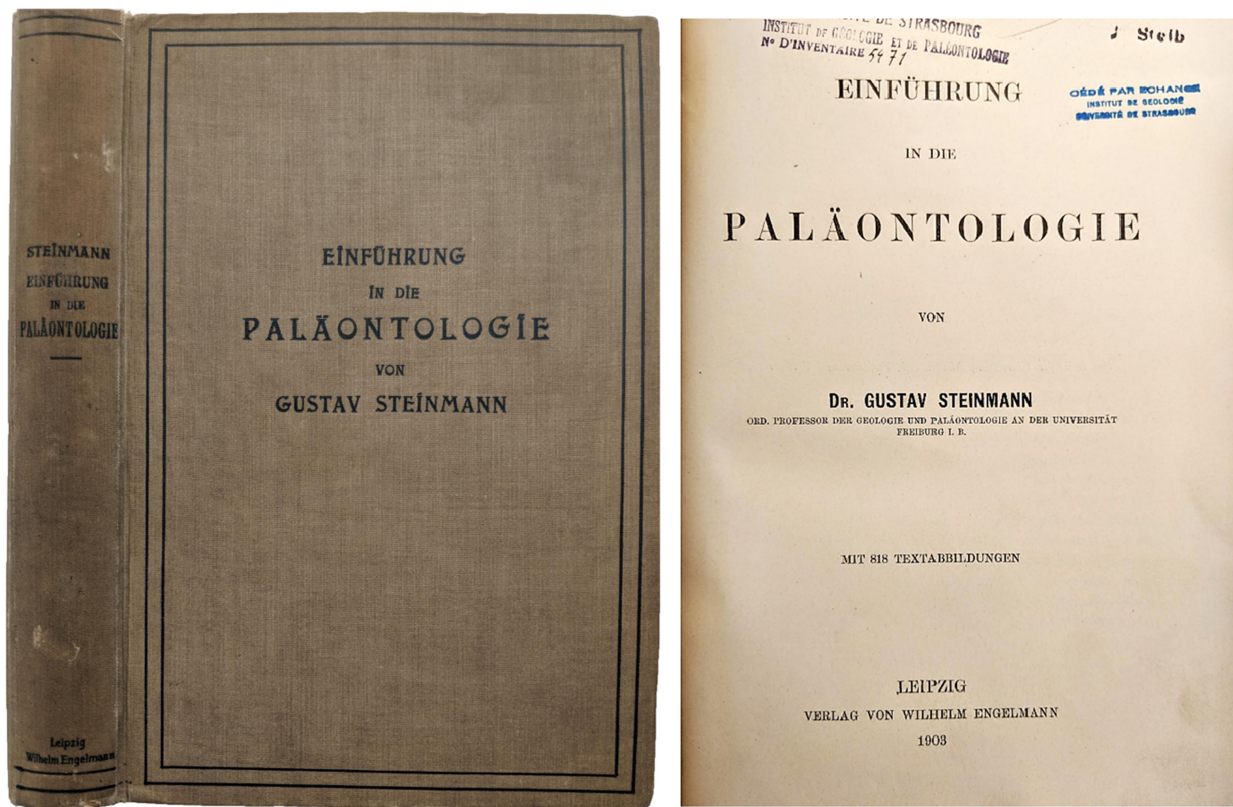 STEINMANN
EINFÜHRUNG
IN DIE
PALÄONTOLOGIE
Leipzig
Wilhelm Engelmann
EINFÜHRUNG
IN DIE
PALÄONTOLOGIE
VON
GUSTAV STEINMANN
DE STRASBOURG
INSTITUT DE GÉOLOGIE ET DE PALÉONTOLOGIE
N° D'INVENTAIRE 5471
J Steib
CÉDÉ PAR ECHANGE
INSTITUT DE GEOLOGIE
UNIVERSITÉ DE STRASBOURG
EINFÜHRUNG
IN DIE
PALÄONTOLOGIE
VON
DR. GUSTAV STEINMANN
ORD. PROFESSOR DER GEOLOGIE UND PALÄONTOLOGIE AN DER UNIVERSITÄT
FREIBURG I. B.
MIT 818 TEXTABBILDUNGEN
LEIPZIG
VERLAG VON WILHELM ENGELMANN
1903